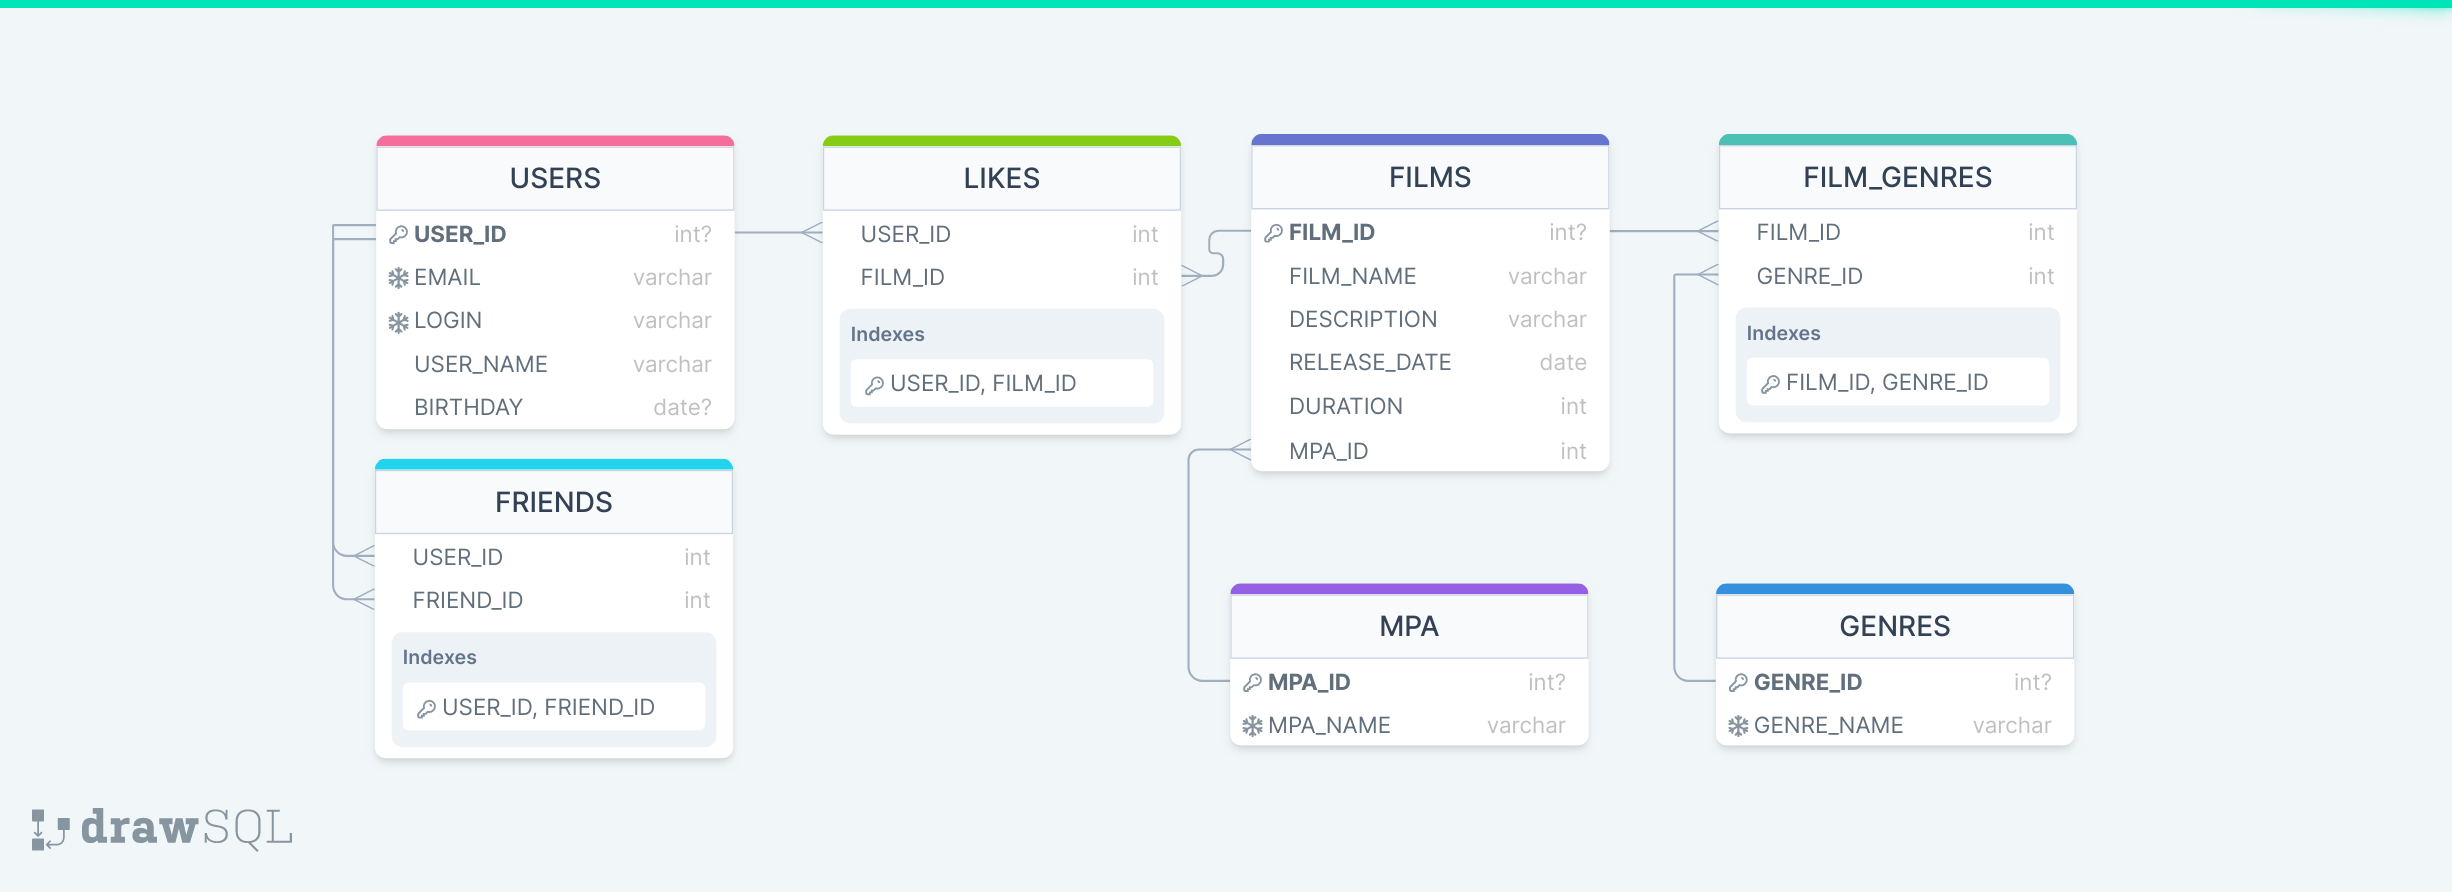 USERS
USER_ID int?
EMAIL varchar
LOGIN varchar
USER_NAME varchar
BIRTHDAY date?
LIKES
USER_ID int
FILM_ID int
Indexes
USER_ID, FILM_ID
FILMS
FILM_ID int?
FILM_NAME varchar
DESCRIPTION varchar
RELEASE_DATE date
DURATION int
MPA_ID int
FILM_GENRES
FILM_ID int
GENRE_ID int
Indexes
FILM_ID, GENRE_ID
FRIENDS
USER_ID int
FRIEND_ID int
Indexes
USER_ID, FRIEND_ID
MPA
MPA_ID int?
MPA_NAME varchar
GENRES
GENRE_ID int?
GENRE_NAME varchar
drawSQL